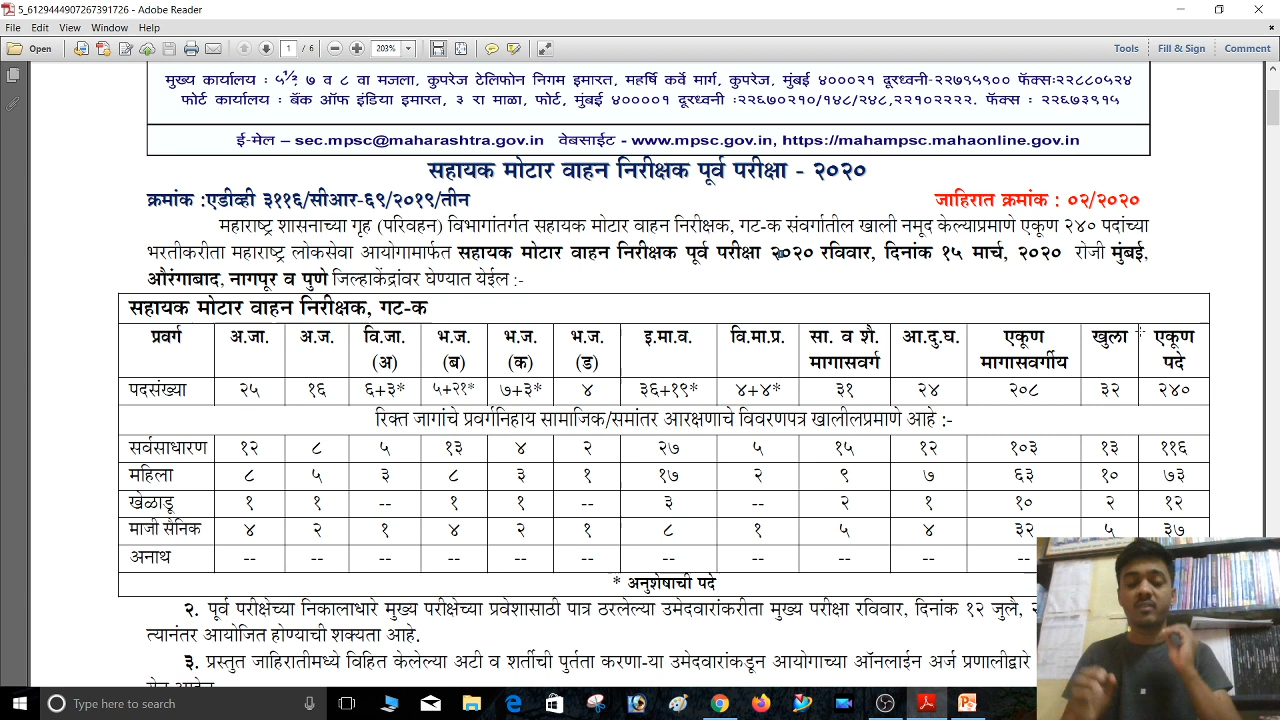 5_6129444907267391726 - Adobe Reader
File Edit View Window Help
Open 1 / 6 203% Tools Fill & Sign Comment
मुख्य कार्यालय : ५½ ७ व ८ वा मजला, कुपरेज टेलिफोन निगम इमारत, महर्षि कर्वे मार्ग, कुपरेज, मुंबई ४०००२१ दूरध्वनी-२२७९५९०० फॅक्सः२२८८०५२४
फोर्ट कार्यालय : बॅंक ऑफ इंडिया इमारत, ३ रा माळा, फोर्ट, मुंबई ४००००१ दूरध्वनी :२२६७०२१०/१४८/२४८,२२१०२२२२. फॅक्स : २२६७३९१५
ई-मेल – sec.mpsc@maharashtra.gov.in वेबसाईट - www.mpsc.gov.in, https://mahampsc.mahaonline.gov.in
सहायक मोटार वाहन निरीक्षक पूर्व परीक्षा - २०२०
क्रमांक :एडीव्ही ३११६/सीआर-६९/२०१९/तीन जाहिरात क्रमांक : ०२/२०२०
महाराष्ट्र शासनाच्या गृह (परिवहन) विभागांतर्गत सहायक मोटार वाहन निरीक्षक, गट-क संवर्गातील खाली नमूद केल्याप्रमाणे एकूण २४० पदांच्या
भरतीकरीता महाराष्ट्र लोकसेवा आयोगामार्फत सहायक मोटार वाहन निरीक्षक पूर्व परीक्षा २०२० रविवार, दिनांक १५ मार्च, २०२० रोजी मुंबई,
औरंगाबाद, नागपूर व पुणे जिल्हाकेंद्रांवर घेण्यात येईल :-
सहायक मोटार वाहन निरीक्षक, गट-क
प्रवर्ग अ.जा. अ.ज. वि.जा. (अ) भ.ज. (ब) भ.ज. (क) भ.ज. (ड) इ.मा.व. वि.मा.प्र. सा. व शै. मागासवर्ग आ.दु.घ. एकूण मागासवर्गीय खुला एकूण पदे
पदसंख्या २५ १६ ६+३* ५+२१* ७+३* ४ ३६+१९* ४+४* ३१ २४ २०८ ३२ २४०
रिक्त जागांचे प्रवर्गनिहाय सामाजिक/समांतर आरक्षणाचे विवरणपत्र खालीलप्रमाणे आहे :-
सर्वसाधारण १२ ८ ५ १३ ४ २ २७ ५ १५ १२ १०३ १३ ११६
महिला ८ ५ ३ ८ ३ १ १७ २ ९ ७ ६३ १० ७३
खेळाडू १ १ -- १ १ -- ३ -- २ १ १० २ १२
माजी सैनिक ४ २ १ ४ २ १ ८ १ ५ ४ ३२ ५ ३७
अनाथ -- -- -- -- -- -- -- -- -- -- --
* अनुशेषाची पदे
२. पूर्व परीक्षेच्या निकालाधारे मुख्य परीक्षेच्या प्रवेशासाठी पात्र ठरलेल्या उमेदवारांकरीता मुख्य परीक्षा रविवार, दिनांक १२ जुलै,
त्यानंतर आयोजित होण्याची शक्यता आहे.
३. प्रस्तुत जाहिरातीमध्ये विहित केलेल्या अटी व शर्तीची पुर्तता करणा-या उमेदवारांकडून आयोगाच्या ऑनलाईन अर्ज प्रणालीद्वारे
Type here to search